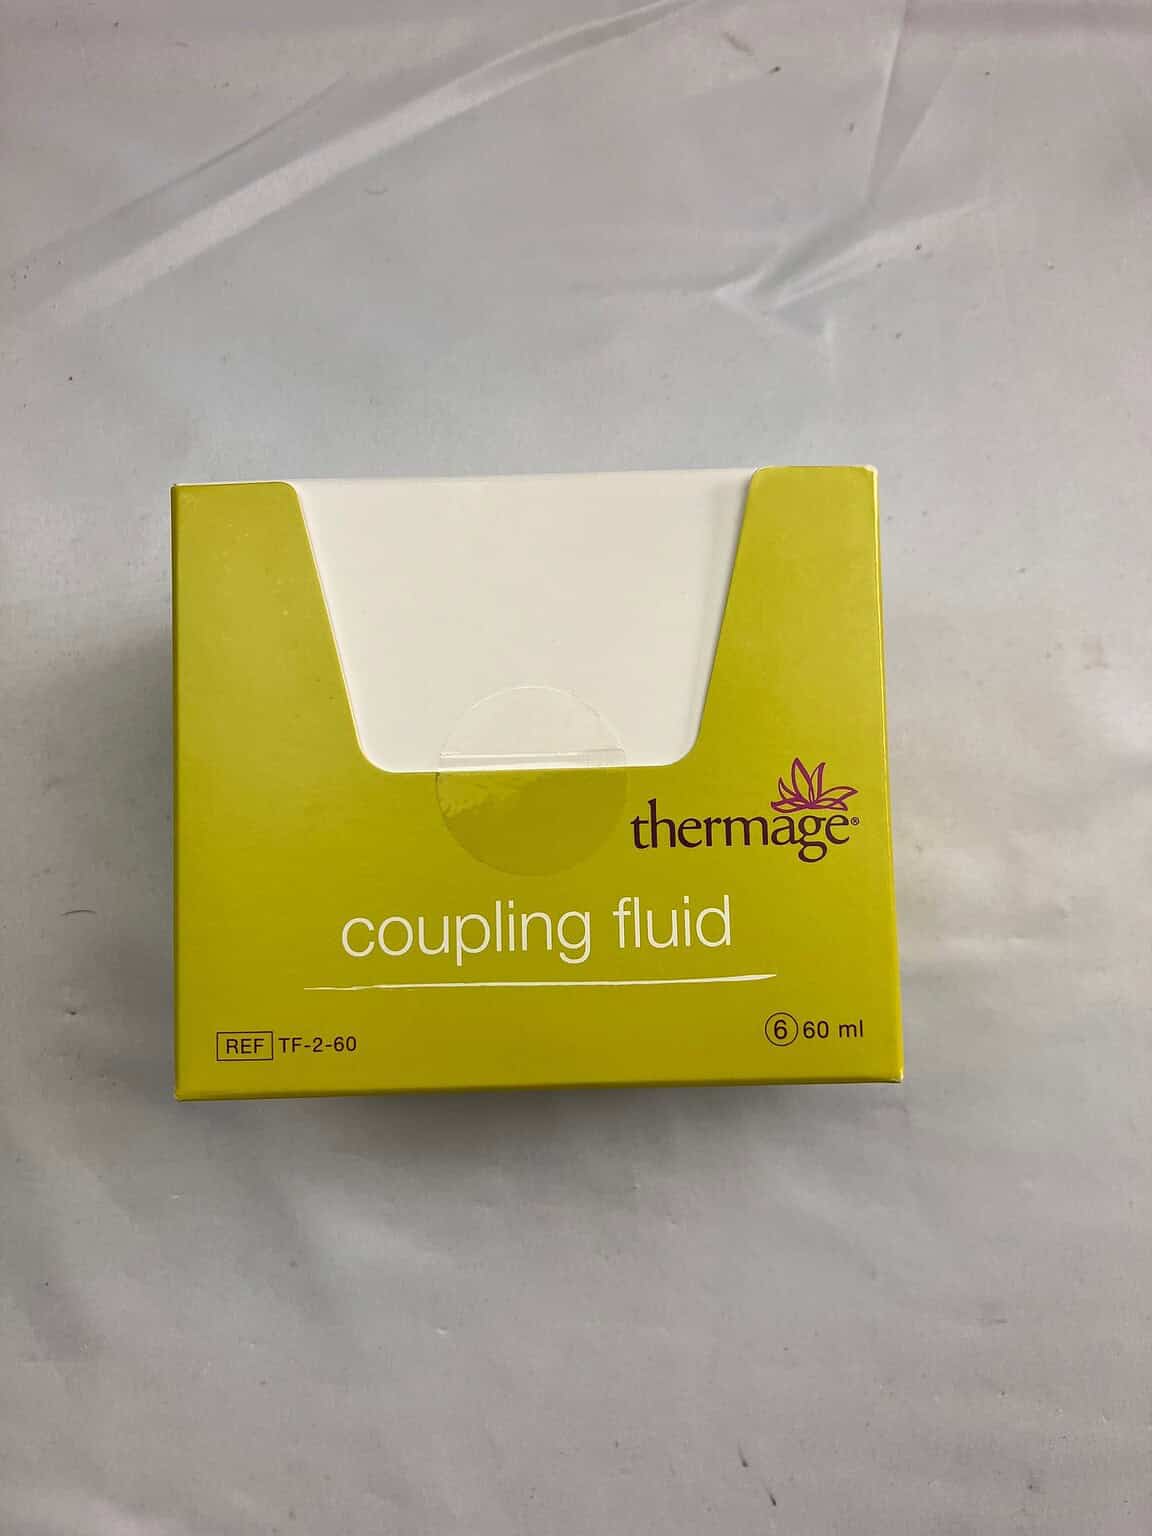 thermage®
coupling fluid
REF TF-2-60
6 60 ml